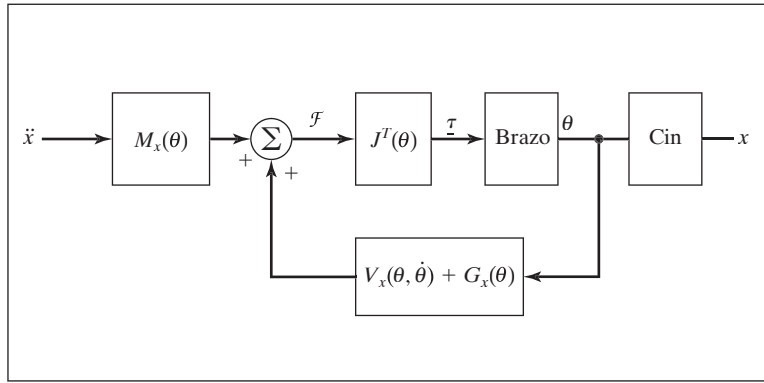 ẍ
M_x(θ)
Σ
+
+
ℱ
J^T(θ)
τ
Brazo
θ
Cin
x
V_x(θ, θ̇) + G_x(θ)